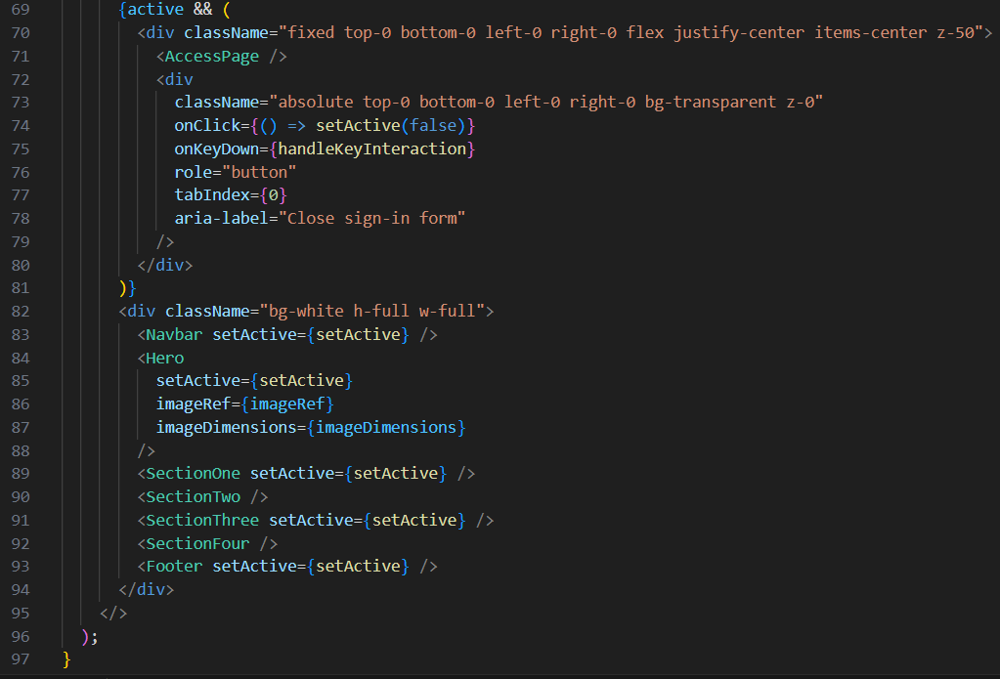 69 {active && (
70 <div className="fixed top-0 bottom-0 left-0 right-0 flex justify-center items-center z-50">
71 <AccessPage />
72 <div
73 className="absolute top-0 bottom-0 left-0 right-0 bg-transparent z-0"
74 onClick={() => setActive(false)}
75 onKeyDown={handleKeyInteraction}
76 role="button"
77 tabIndex={0}
78 aria-label="Close sign-in form"
79 />
80 </div>
81 )}
82 <div className="bg-white h-full w-full">
83 <Navbar setActive={setActive} />
84 <Hero
85 setActive={setActive}
86 imageRef={imageRef}
87 imageDimensions={imageDimensions}
88 />
89 <SectionOne setActive={setActive} />
90 <SectionTwo />
91 <SectionThree setActive={setActive} />
92 <SectionFour />
93 <Footer setActive={setActive} />
94 </div>
95 </>
96 );
97 }